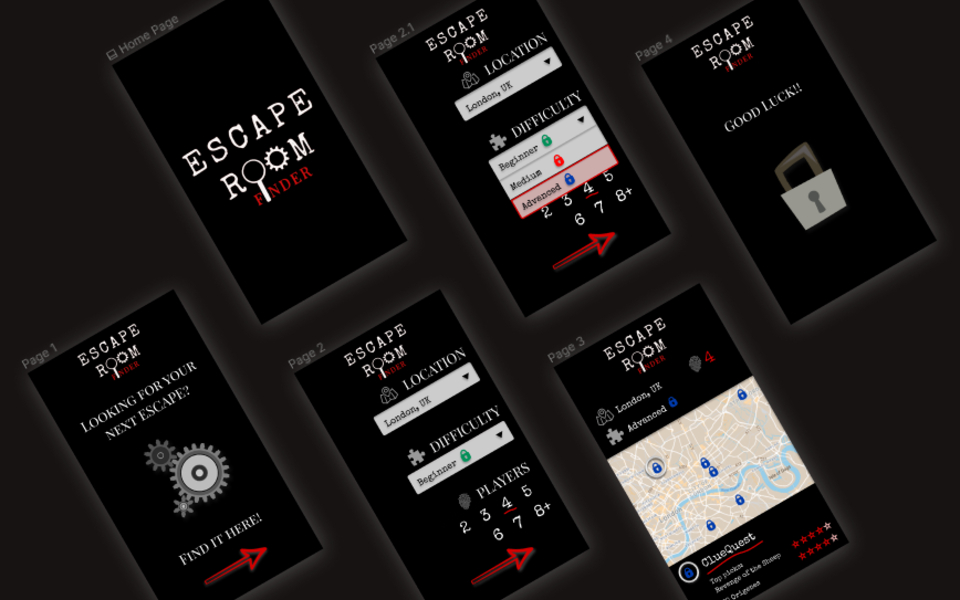 Home Page
ESCAPE
ROOM
FINDER
Page 2.1
ESCAPE
ROOM
FINDER
LOCATION
London, UK
DIFFICULTY
Beginner
Medium
Advanced
2 3 4 5
6 7 8+
Page 4
ESCAPE
ROOM
FINDER
GOOD LUCK!!
Page 1
ESCAPE
ROOM
FINDER
LOOKING FOR YOUR
NEXT ESCAPE?
FIND IT HERE!
Page 2
ESCAPE
ROOM
FINDER
LOCATION
London, UK
DIFFICULTY
Beginner
PLAYERS
2 3 4 5
6 7 8+
Page 3
ESCAPE
ROOM
FINDER
4
London, UK
Advanced
ClueQuest
Top picks:
Revenge of the Sheep
Origenes